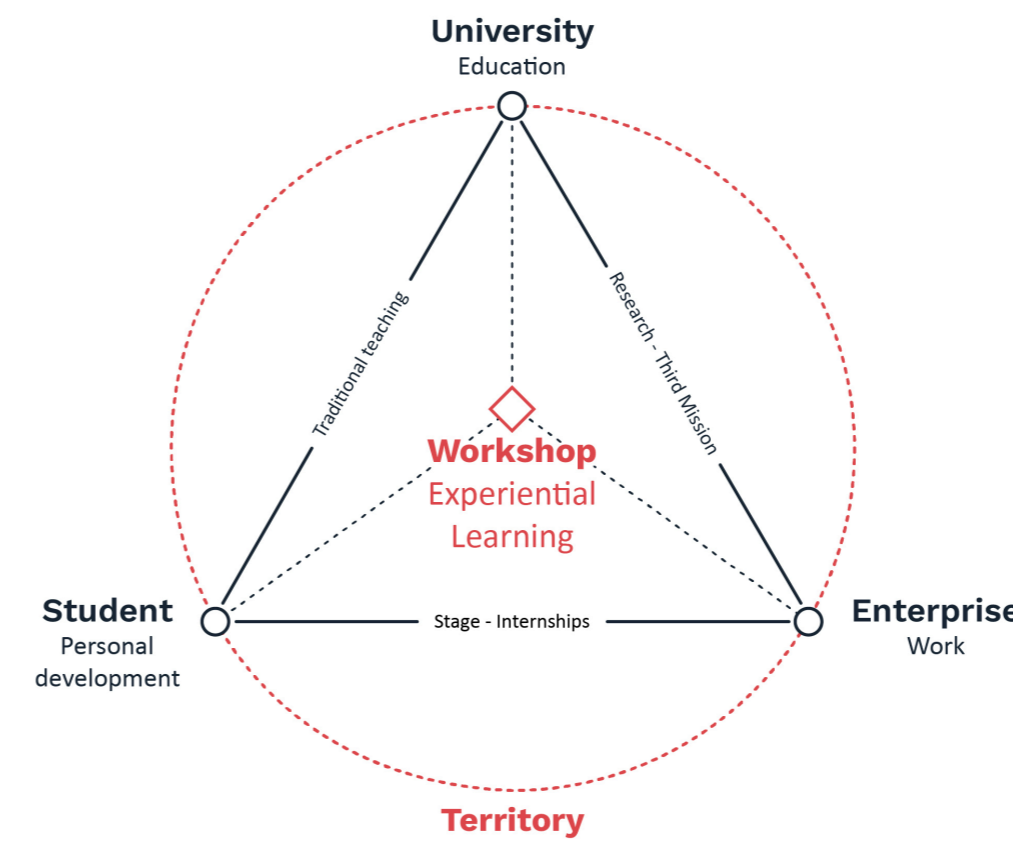 University
Education
Traditional teaching
Research - Third Mission
Workshop
Experiential
Learning
Student
Personal
development
Stage - Internships
Enterprise
Work
Territory